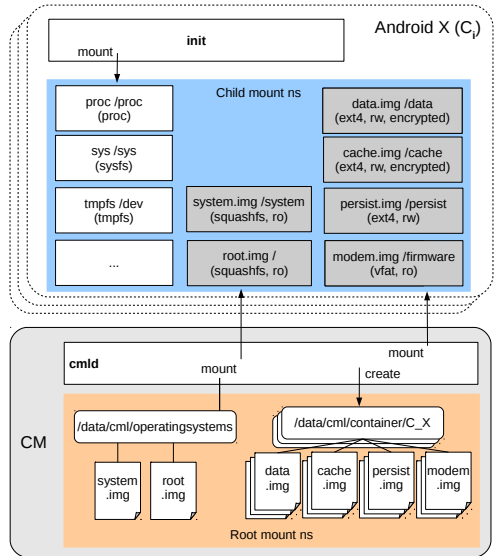 Android X (Cᵢ)
init
mount
Child mount ns
proc /proc
(proc)
sys /sys
(sysfs)
tmpfs /dev
(tmpfs)
...
system.img /system
(squashfs, ro)
root.img /
(squashfs, ro)
data.img /data
(ext4, rw, encrypted)
cache.img /cache
(ext4, rw, encrypted)
persist.img /persist
(ext4, rw)
modem.img /firmware
(vfat, ro)
CM
cmld
mount
mount
create
/data/cml/operatingsystems
system
.img
root
.img
/data/cml/container/C_X
data
.img
cache
.img
persist
.img
modem
.img
Root mount ns